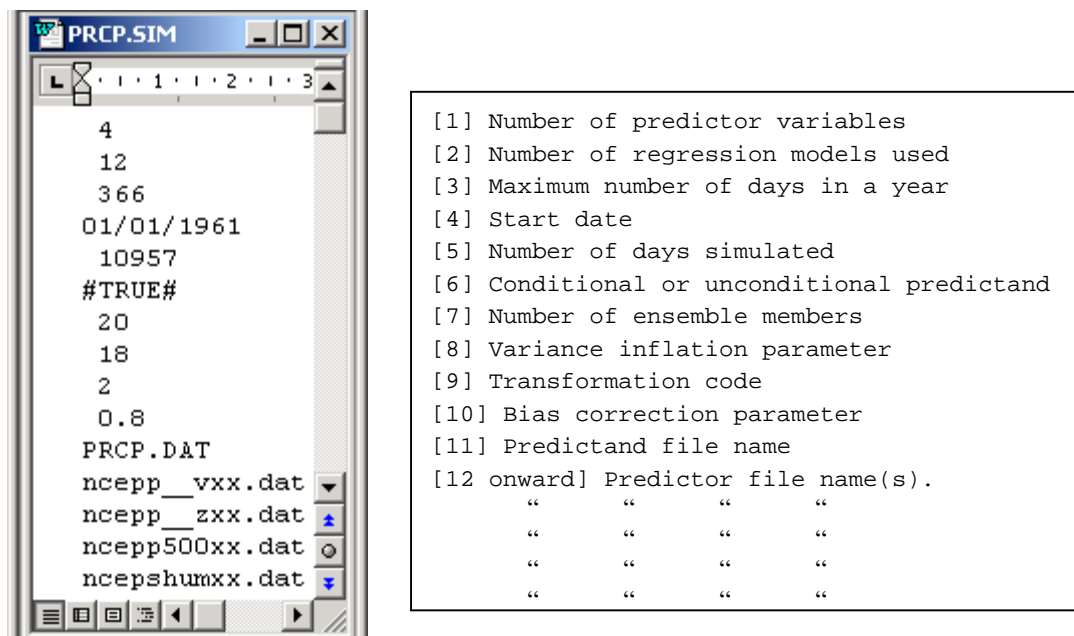 PRCP.SIM
1 2 3
4
12
366
01/01/1961
10957
#TRUE#
20
18
2
0.8
PRCP.DAT
ncepp__vxx.dat
ncepp__zxx.dat
ncepp500xx.dat
ncepshumxx.dat
[1] Number of predictor variables
[2] Number of regression models used
[3] Maximum number of days in a year
[4] Start date
[5] Number of days simulated
[6] Conditional or unconditional predictand
[7] Number of ensemble members
[8] Variance inflation parameter
[9] Transformation code
[10] Bias correction parameter
[11] Predictand file name
[12 onward] Predictor file name(s).
“ “ “ “
“ “ “ “
“ “ “ “
“ “ “ “